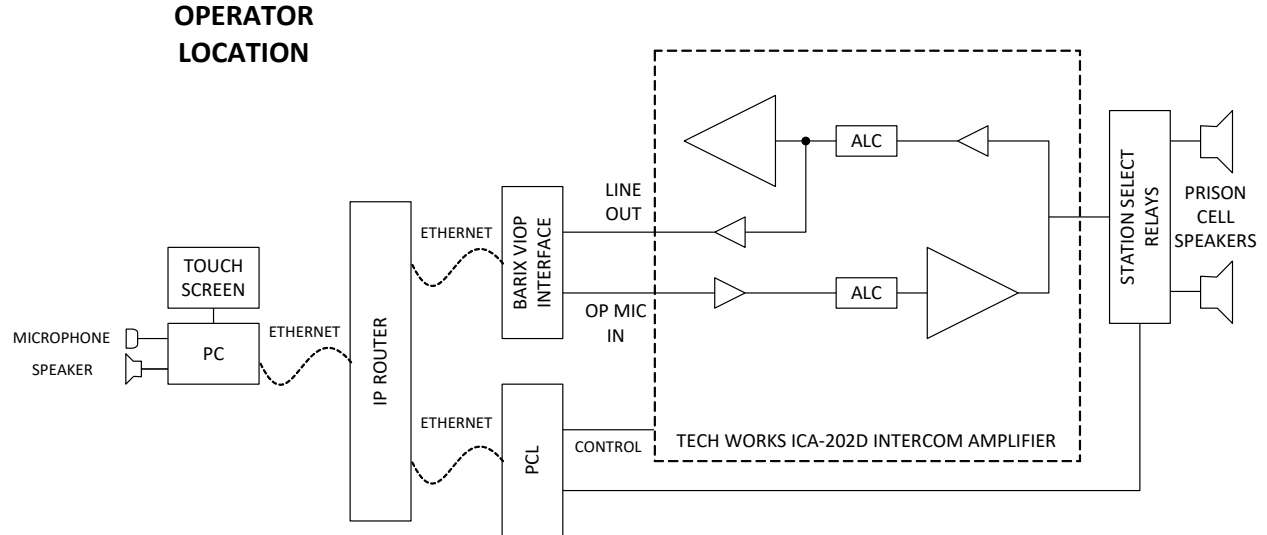 OPERATOR
LOCATION
MICROPHONE
SPEAKER
TOUCH
SCREEN
PC
ETHERNET
IP ROUTER
ETHERNET
ETHERNET
BARIX VIOP
INTERFACE
PCL
LINE
OUT
OP MIC
IN
CONTROL
ALC
ALC
TECH WORKS ICA-202D INTERCOM AMPLIFIER
STATION SELECT
RELAYS
PRISON
CELL
SPEAKERS